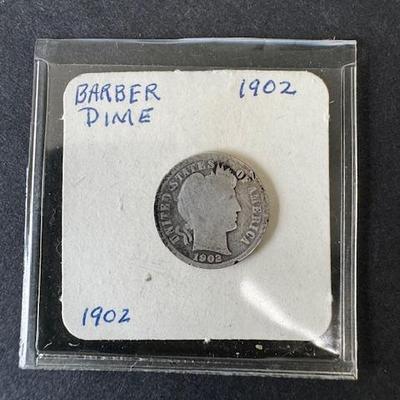 BARBER 1902
DIME
UNITED STATES OF AMERICA
1902
1902